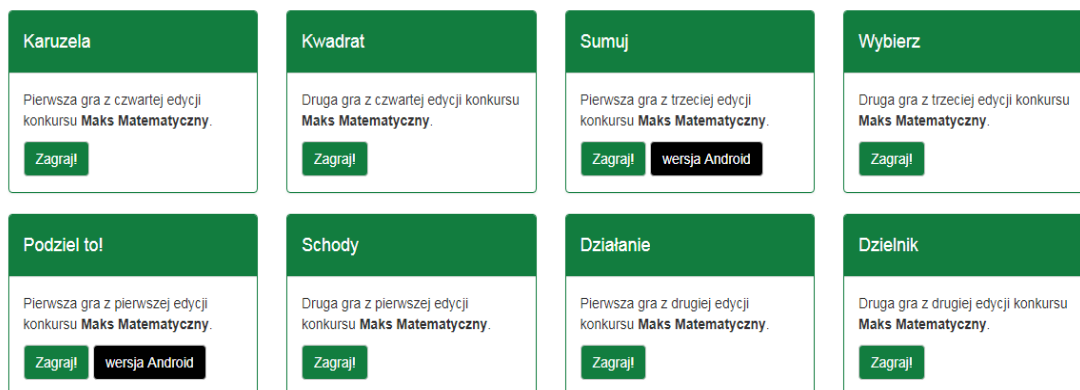 Karuzela
Pierwsza gra z czwartej edycji
konkursu Maks Matematyczny.
Zagraj!
Kwadrat
Druga gra z czwartej edycji konkursu
Maks Matematyczny.
Zagraj!
Sumuj
Pierwsza gra z trzeciej edycji
konkursu Maks Matematyczny.
Zagraj! wersja Android
Wybierz
Druga gra z trzeciej edycji konkursu
Maks Matematyczny.
Zagraj!
Podziel to!
Pierwsza gra z pierwszej edycji
konkursu Maks Matematyczny.
Zagraj! wersja Android
Schody
Druga gra z pierwszej edycji
konkursu Maks Matematyczny.
Zagraj!
Działanie
Pierwsza gra z drugiej edycji
konkursu Maks Matematyczny.
Zagraj!
Dzielnik
Druga gra z drugiej edycji konkursu
Maks Matematyczny.
Zagraj!